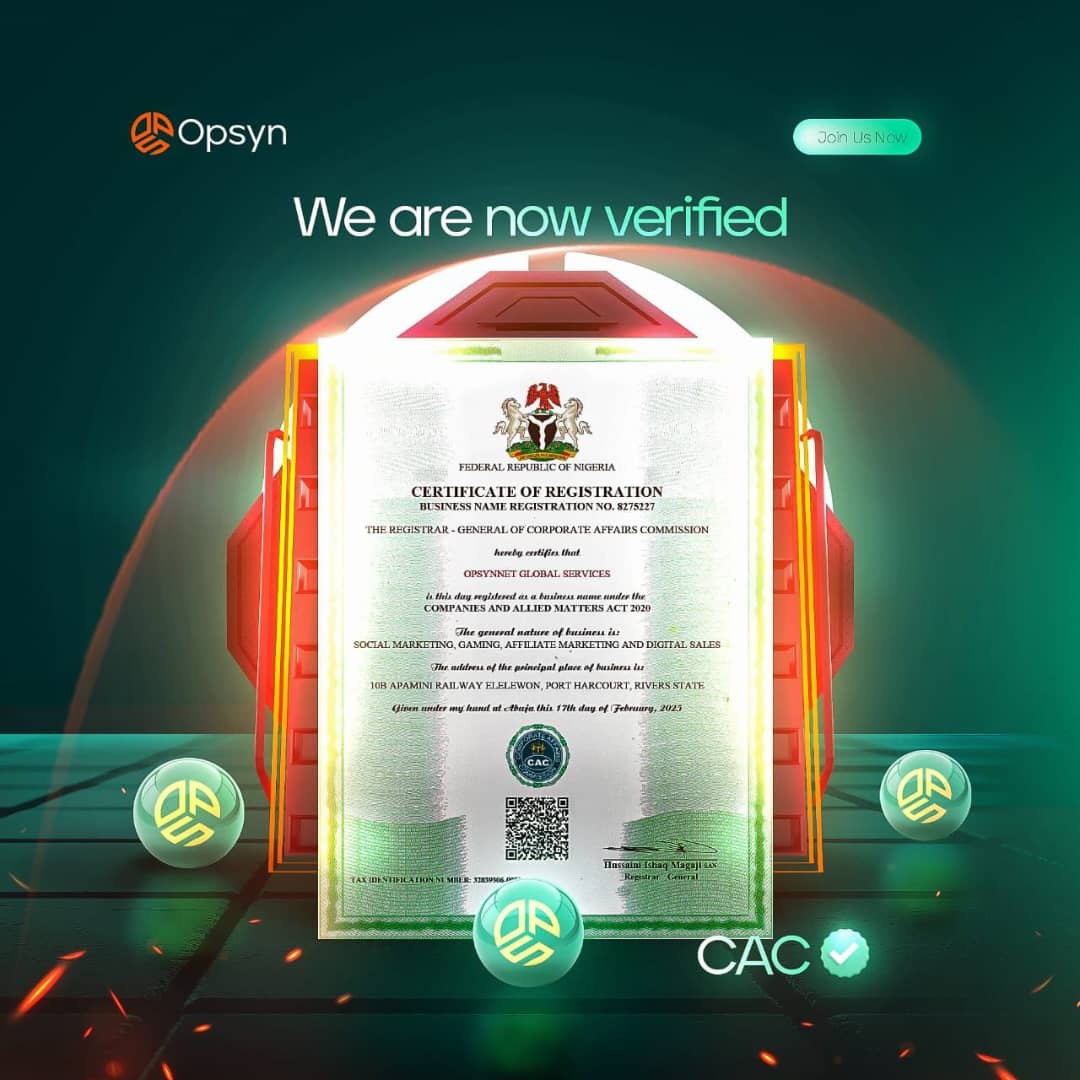 Opsyn
Join Us Now
We are now verified
FEDERAL REPUBLIC OF NIGERIA
CERTIFICATE OF REGISTRATION
BUSINESS NAME REGISTRATION NO. 8275227
THE REGISTRAR - GENERAL OF CORPORATE AFFAIRS COMMISSION
hereby certifies that
OPSYNNET GLOBAL SERVICES
is this day registered as a business name under the
COMPANIES AND ALLIED MATTERS ACT 2020
The general nature of business is:
SOCIAL MARKETING, GAMING, AFFILIATE MARKETING AND DIGITAL SALES
The address of the principal place of business is:
10B APAMINI RAILWAY ELELEWON, PORT HARCOURT, RIVERS STATE
Given under my hand at Abuja this 17th day of February, 2025
CORPORATE AFFAIRS
CAC
Hussaini Ishaq Magaji SAN
Registrar - General
TAX IDENTIFICATION NUMBER:
CAC